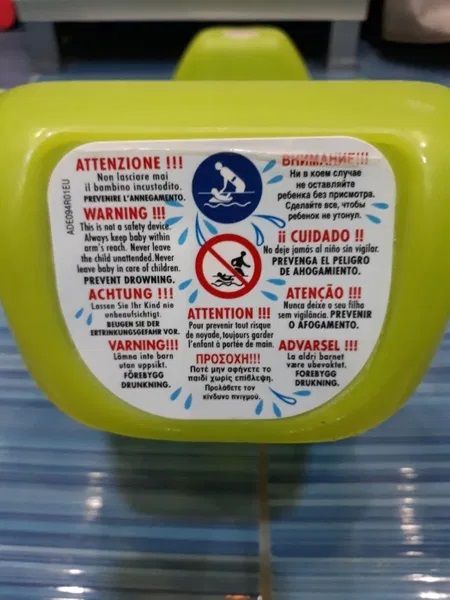 ATTENZIONE !!!
Non lasciare mai
il bambino incustodito.
PREVENIRE L'ANNEGAMENTO.
WARNING !!!
This is not a safety device.
Always keep baby within
arm's reach. Never leave
the child unattended. Never
leave baby in care of children.
PREVENT DROWNING.
ACHTUNG !!!
Lassen Sie Ihr Kind nie
unbeaufsichtigt.
BEUGEN SIE DER
ERTRINKUNGSGEFAHR VOR.
VARNING!!!
Lämna inte barn
utan uppsikt.
FÖREBYGG
DRUNKNING.
ATTENTION !!!
Pour prevenir tout risque
de noyade, toujours garder
l'enfant à portée de main.
ΠΡΟΣΟΧΗ!!!
Ποτέ μην αφήνετε το
παιδί χωρίς επίβλεψη.
Προλάθετε τον
κίνδυνο πνιγμού.
ВНИМАНИЕ!!!
Ни в коем случае
не оставляйте
ребенка без присмотра.
Сделайте все, чтобы
ребенок не утонул.
¡¡ CUIDADO !!
No deje jamás al niño sin vigilar.
PREVENGA EL PELIGRO
DE AHOGAMIENTO.
ATENÇÃO !!!
Nunca deixe o seu filho
sem vigilância. PREVENIR
O AFOGAMENTO.
ADVARSEL !!!
La aldri barnet
være ubevoktet.
FOREBYGG
DRUKNING.
ADE094R01EU